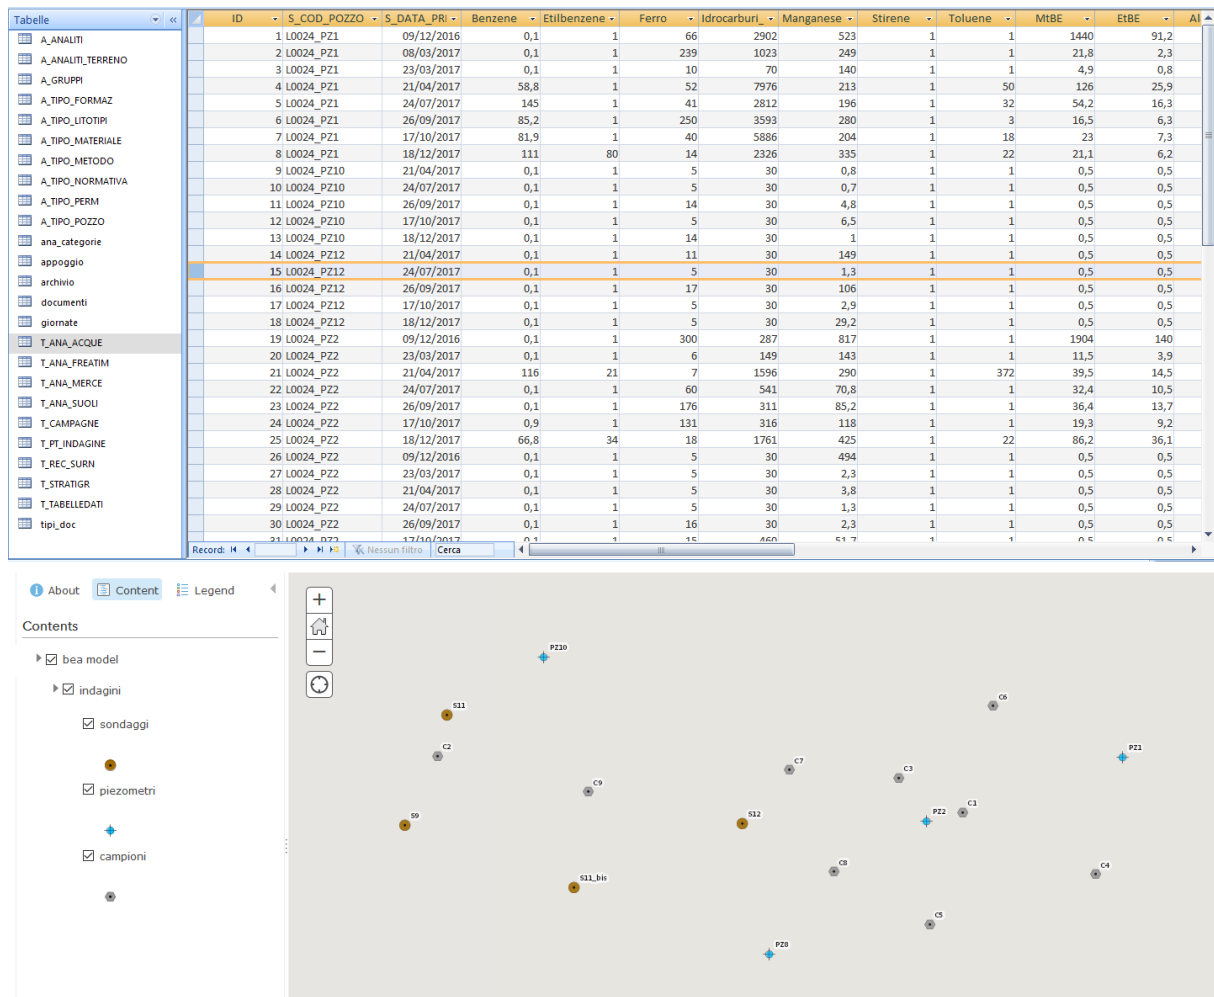 Tabelle
A_ANALITI
A_ANALITI_TERRENO
A_GRUPPI
A_TIPO_FORMAZ
A_TIPO_LITOTIPI
A_TIPO_MATERIALE
A_TIPO_METODO
A_TIPO_NORMATIVA
A_TIPO_PERM
A_TIPO_POZZO
ana_categorie
appoggio
archivio
documenti
giornate
T_ANA_ACQUE
T_ANA_FREATIM
T_ANA_MERCE
T_ANA_SUOLI
T_CAMPAGNE
T_PT_INDAGINE
T_REC_SURN
T_STRATIGR
T_TABELLEDATI
tipi_doc
ID S_COD_POZZO S_DATA_PRI Benzene Etilbenzene Ferro Idrocarburi_ Manganese Stirene Toluene MtBE EtBE Al
1 L0024_PZ1 09/12/2016 0,1 1 66 2902 523 1 1 1440 91,2
2 L0024_PZ1 08/03/2017 0,1 1 239 1023 249 1 1 21,8 2,3
3 L0024_PZ1 23/03/2017 0,1 1 10 70 140 1 1 4,9 0,8
4 L0024_PZ1 21/04/2017 58,8 1 52 7976 213 1 50 126 25,9
5 L0024_PZ1 24/07/2017 145 1 41 2812 196 1 32 54,2 16,3
6 L0024_PZ1 26/09/2017 85,2 1 250 3593 280 1 3 16,5 6,3
7 L0024_PZ1 17/10/2017 81,9 1 40 5886 204 1 18 23 7,3
8 L0024_PZ1 18/12/2017 111 80 14 2326 335 1 22 21,1 6,2
9 L0024_PZ10 21/04/2017 0,1 1 5 30 0,8 1 1 0,5 0,5
10 L0024_PZ10 24/07/2017 0,1 1 5 30 0,7 1 1 0,5 0,5
11 L0024_PZ10 26/09/2017 0,1 1 14 30 4,8 1 1 0,5 0,5
12 L0024_PZ10 17/10/2017 0,1 1 5 30 6,5 1 1 0,5 0,5
13 L0024_PZ10 18/12/2017 0,1 1 14 30 1 1 1 0,5 0,5
14 L0024_PZ12 21/04/2017 0,1 1 11 30 149 1 1 0,5 0,5
15 L0024_PZ12 24/07/2017 0,1 1 5 30 1,3 1 1 0,5 0,5
16 L0024_PZ12 26/09/2017 0,1 1 17 30 106 1 1 0,5 0,5
17 L0024_PZ12 17/10/2017 0,1 1 5 30 2,9 1 1 0,5 0,5
18 L0024_PZ12 18/12/2017 0,1 1 5 30 29,2 1 1 0,5 0,5
19 L0024_PZ2 09/12/2016 0,1 1 300 287 817 1 1 1904 140
20 L0024_PZ2 23/03/2017 0,1 1 6 149 143 1 1 11,5 3,9
21 L0024_PZ2 21/04/2017 116 21 7 1596 290 1 372 39,5 14,5
22 L0024_PZ2 24/07/2017 0,1 1 60 541 70,8 1 1 32,4 10,5
23 L0024_PZ2 26/09/2017 0,1 1 176 311 85,2 1 1 36,4 13,7
24 L0024_PZ2 17/10/2017 0,9 1 131 316 118 1 1 19,3 9,2
25 L0024_PZ2 18/12/2017 66,8 34 18 1761 425 1 22 86,2 36,1
26 L0024_PZ2 09/12/2016 0,1 1 5 30 494 1 1 0,5 0,5
27 L0024_PZ2 23/03/2017 0,1 1 5 30 2,3 1 1 0,5 0,5
28 L0024_PZ2 21/04/2017 0,1 1 5 30 3,8 1 1 0,5 0,5
29 L0024_PZ2 24/07/2017 0,1 1 5 30 1,3 1 1 0,5 0,5
30 L0024_PZ2 26/09/2017 0,1 1 16 30 2,3 1 1 0,5 0,5
31 L0024_PZ2 17/10/2017 0,1 1 15 460 51,7 1 1 0,5 0,5
Record: Nessun filtro Cerca
About Content Legend
Contents
bea model
indagini
sondaggi
piezometri
campioni
PZ10
S11
C6
C2
PZ1
C7
C3
C9
C1
PZ2
S12
S9
C8
C4
S11_bis
C5
PZ8